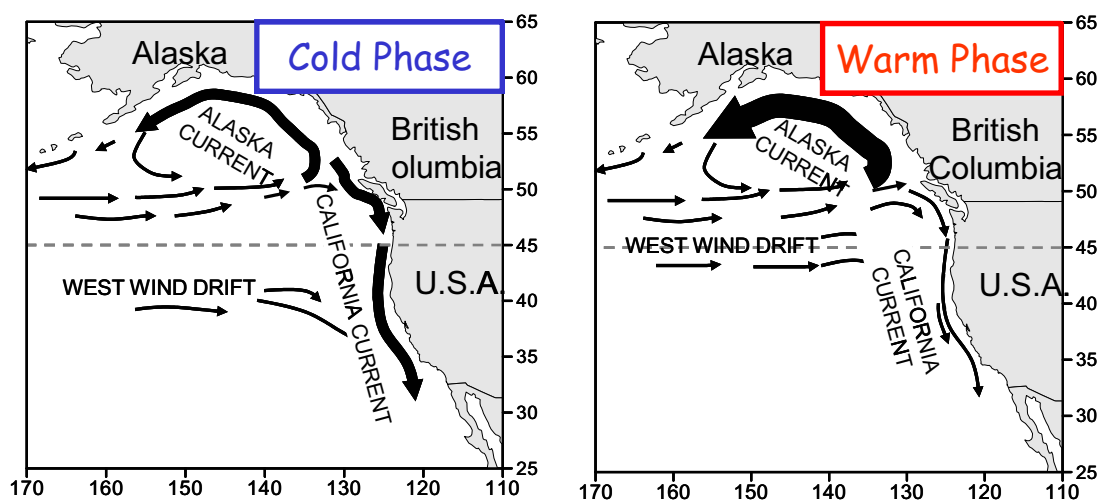 Cold Phase
Alaska
ALASKA
CURRENT
British
olumbia
CALIFORNIA CURRENT
WEST WIND DRIFT
U.S.A.
65
60
55
50
45
40
35
30
25
170 160 150 140 130 120 110
Warm Phase
Alaska
ALASKA
CURRENT
British
Columbia
WEST WIND DRIFT
CALIFORNIA
CURRENT
U.S.A.
65
60
55
50
45
40
35
30
25
170 160 150 140 130 120 110